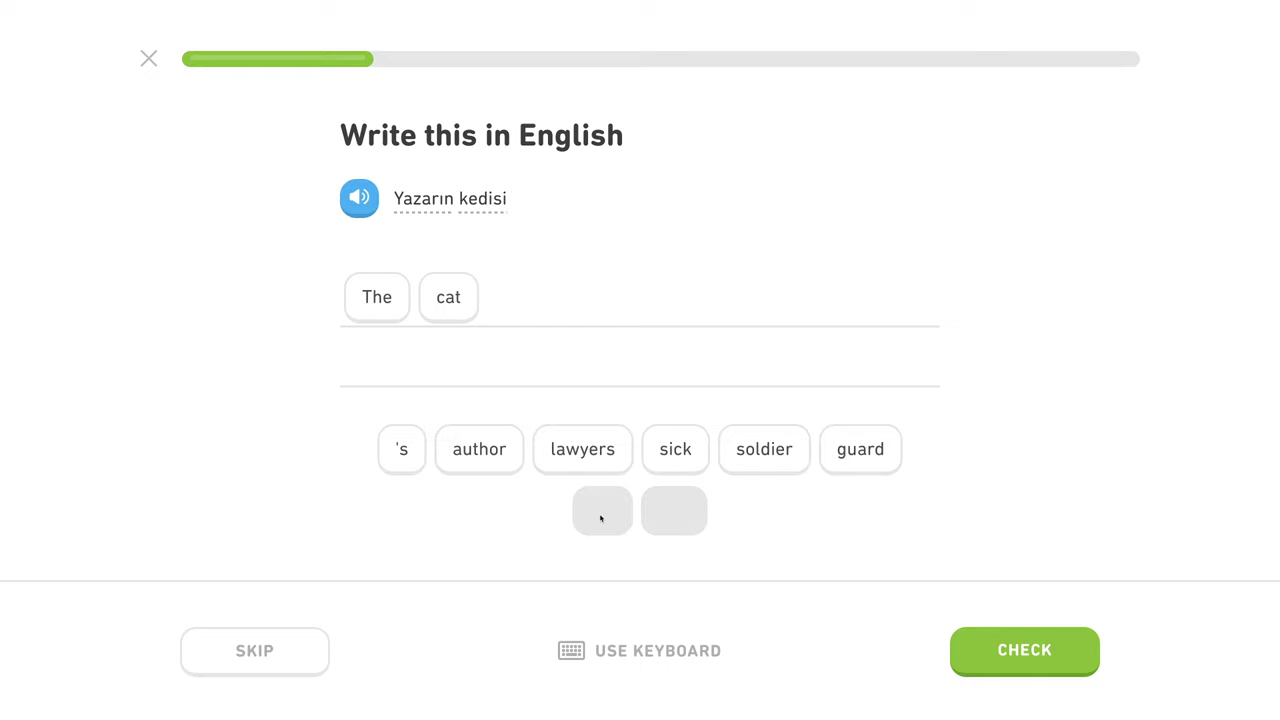 Write this in English
Yazarın kedisi
The cat
's author lawyers sick soldier guard
SKIP USE KEYBOARD CHECK